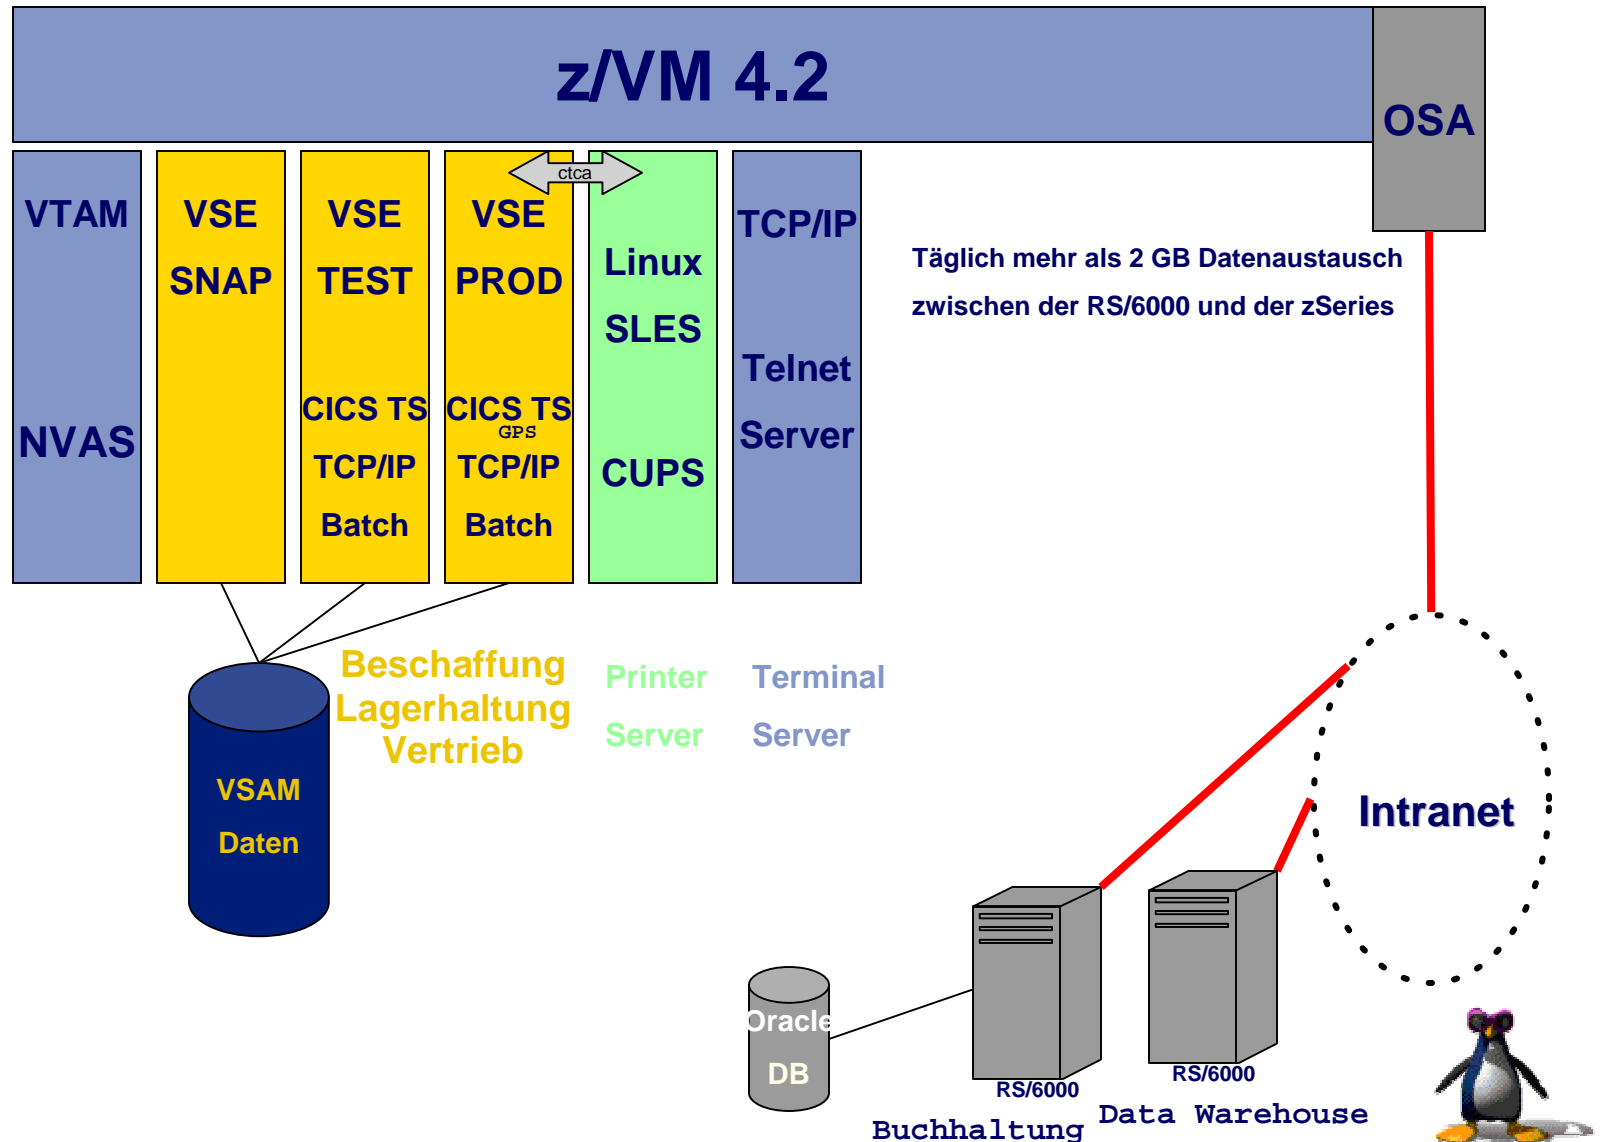 z/VM 4.2
OSA
VTAM
NVAS
VSE
SNAP
VSE
TEST
CICS TS
TCP/IP
Batch
VSE
PROD
CICS TS
GPS
TCP/IP
Batch
ctca
Linux
SLES
CUPS
TCP/IP
Telnet
Server
Täglich mehr als 2 GB Datenaustausch
zwischen der RS/6000 und der zSeries
Beschaffung
Lagerhaltung
Vertrieb
Printer
Server
Terminal
Server
VSAM
Daten
Intranet
Oracle
DB
RS/6000
Buchhaltung
RS/6000
Data Warehouse